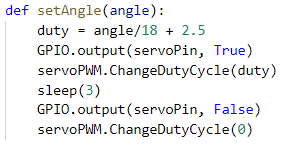 def setAngle(angle):
    duty = angle/18 + 2.5
    GPIO.output(servoPin, True)
    servoPWM.ChangeDutyCycle(duty)
    sleep(3)
    GPIO.output(servoPin, False)
    servoPWM.ChangeDutyCycle(0)